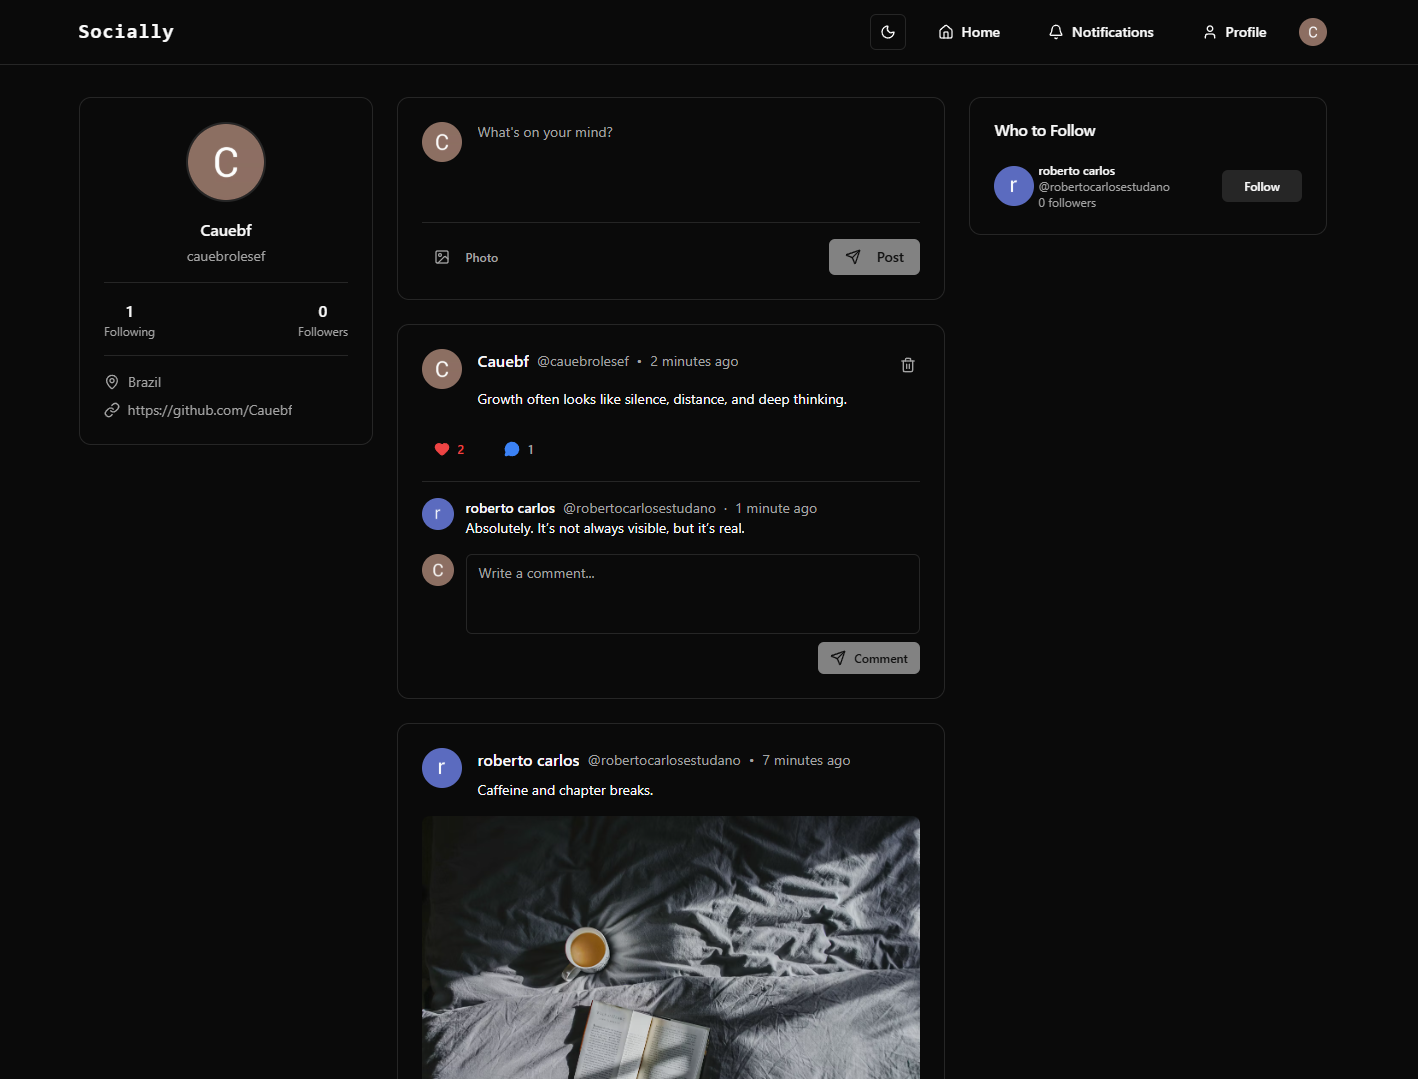 Socially
Home
Notifications
Profile
C
C
Cauebf
cauebrolesef
1
Following
0
Followers
Brazil
https://github.com/Cauebf
C
What's on your mind?
Photo
Post
C
Cauebf @cauebrolesef • 2 minutes ago
Growth often looks like silence, distance, and deep thinking.
2
1
r
roberto carlos @robertocarlosestudano · 1 minute ago
Absolutely. It’s not always visible, but it’s real.
C
Write a comment...
Comment
r
roberto carlos @robertocarlosestudano • 7 minutes ago
Caffeine and chapter breaks.
Who to Follow
r
roberto carlos
@robertocarlosestudano
0 followers
Follow